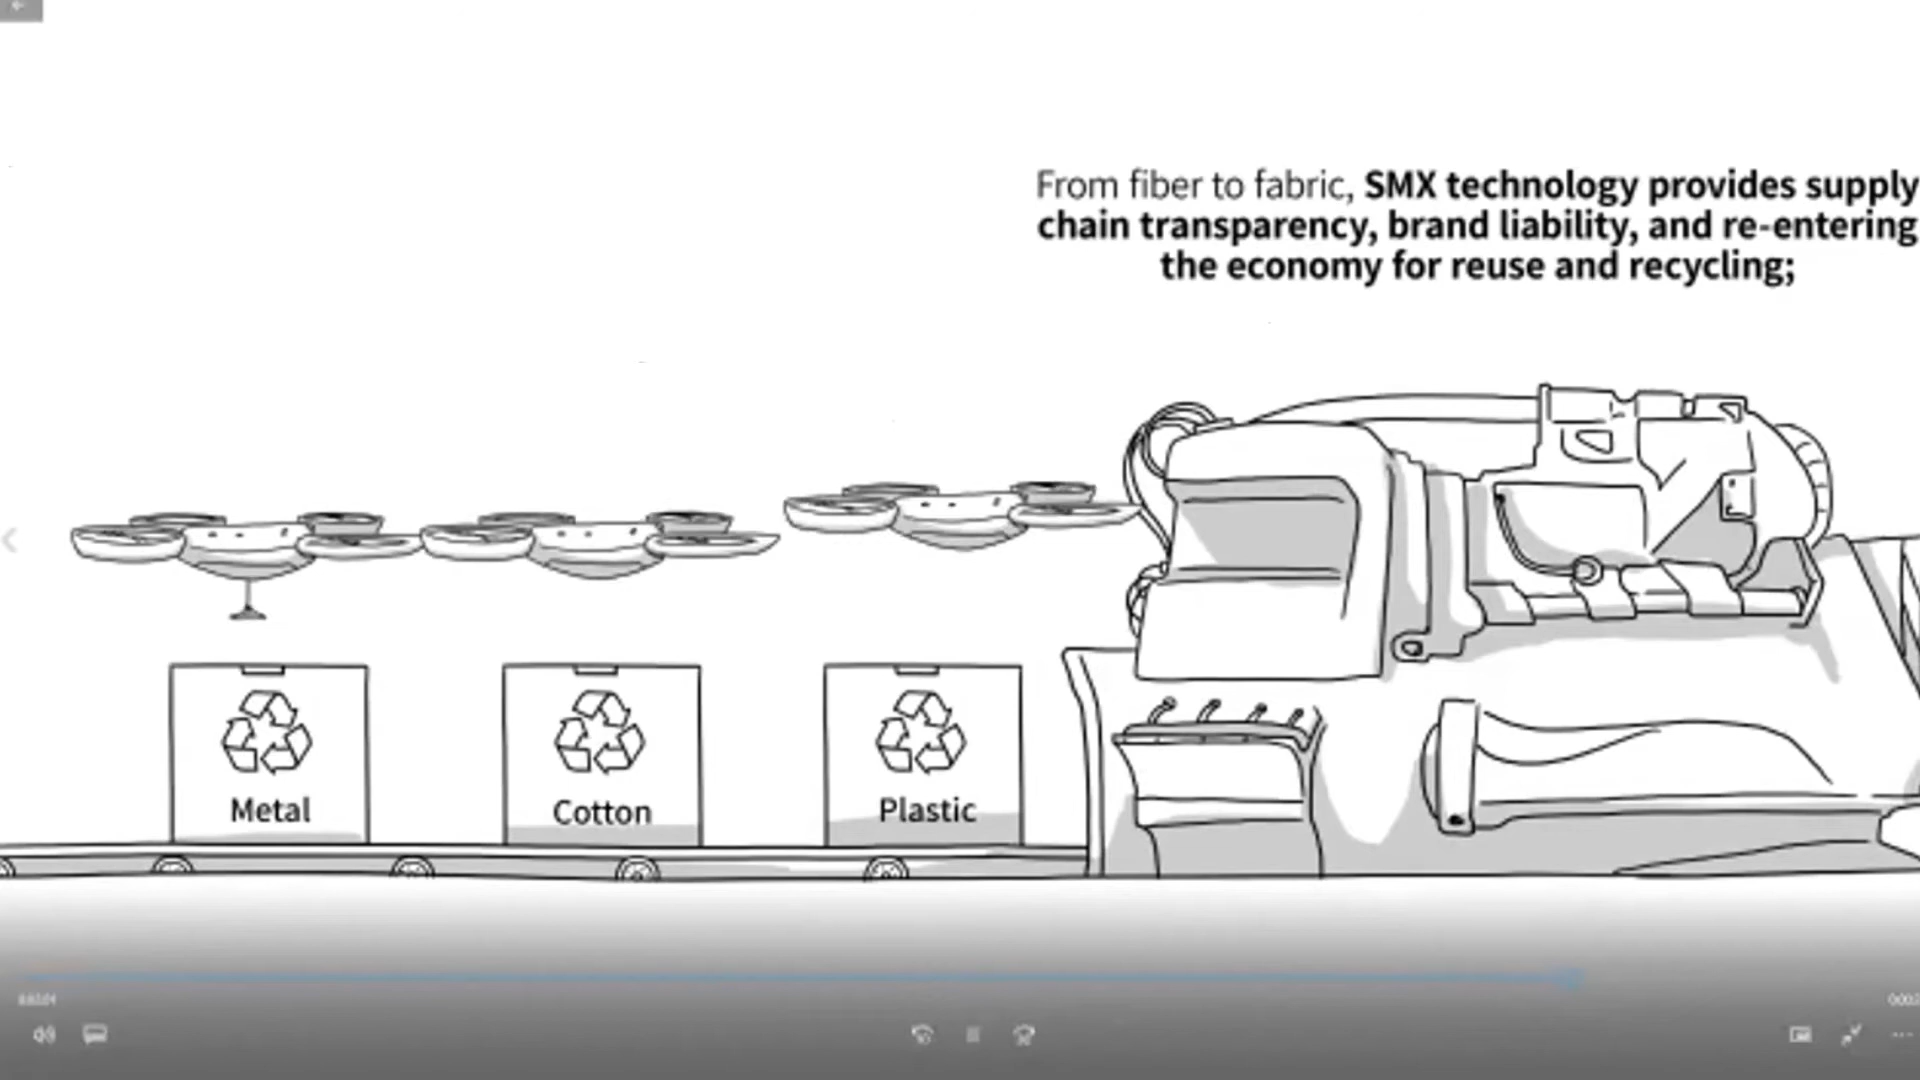 From fiber to fabric, SMX technology provides supply
chain transparency, brand liability, and re-entering
the economy for reuse and recycling;
Metal
Cotton
Plastic